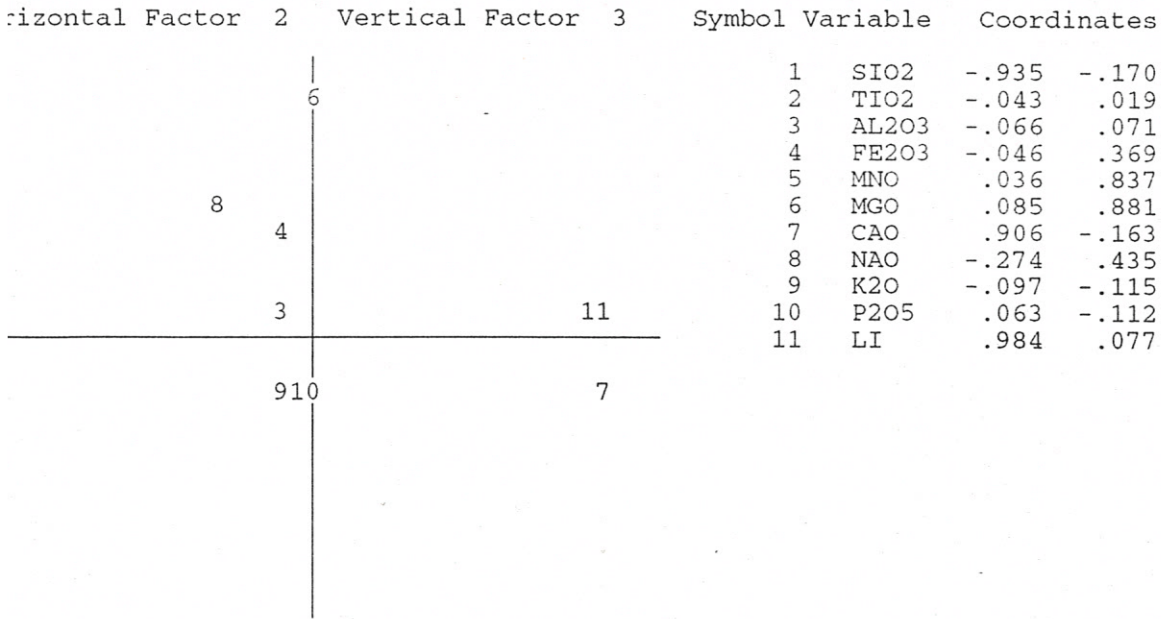 rizontal Factor 2 Vertical Factor 3 Symbol Variable Coordinates
1 SIO2 -.935 -.170
6 2 TIO2 -.043 .019
3 AL2O3 -.066 .071
4 FE2O3 -.046 .369
5 MNO .036 .837
6 MGO .085 .881
8
4 7 CAO .906 -.163
8 NAO -.274 .435
9 K2O -.097 -.115
3 11 10 P2O5 .063 -.112
11 LI .984 .077
910 7